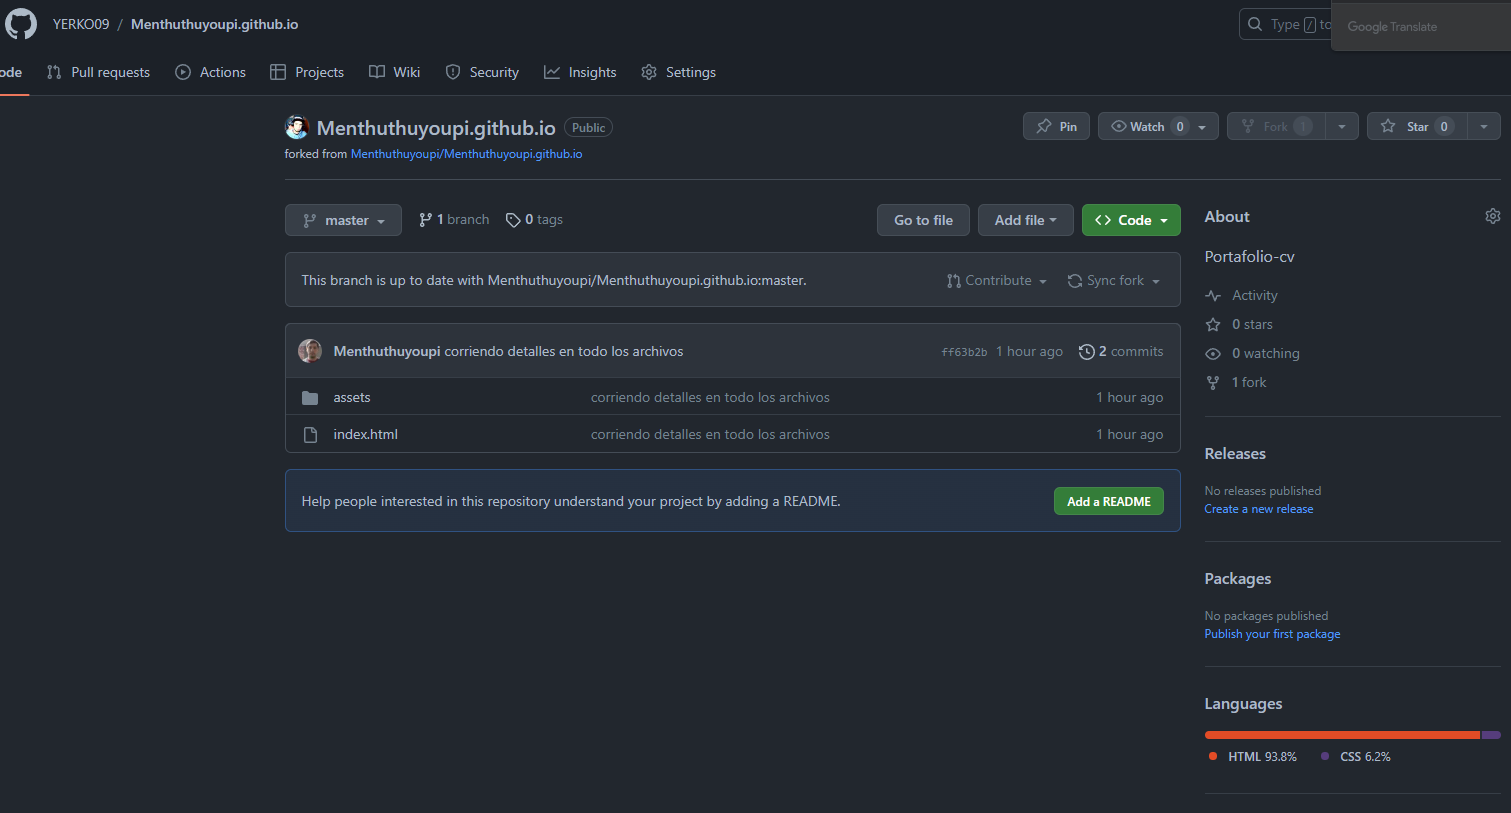 YERKO09 / Menthuthuyoupi.github.io
Type / to
Google Translate
ode Pull requests Actions Projects Wiki Security Insights Settings
Menthuthuyoupi.github.io Public
Pin Watch 0 Fork 1 Star 0
forked from Menthuthuyoupi/Menthuthuyoupi.github.io
master 1 branch 0 tags Go to file Add file <> Code
This branch is up to date with Menthuthuyoupi/Menthuthuyoupi.github.io:master. Contribute Sync fork
Menthuthuyoupi corriendo detalles en todo los archivos ff63b2b 1 hour ago 2 commits
assets corriendo detalles en todo los archivos 1 hour ago
index.html corriendo detalles en todo los archivos 1 hour ago
Help people interested in this repository understand your project by adding a README. Add a README
About
Portafolio-cv
Activity
0 stars
0 watching
1 fork
Releases
No releases published
Create a new release
Packages
No packages published
Publish your first package
Languages
HTML 93.8% CSS 6.2%